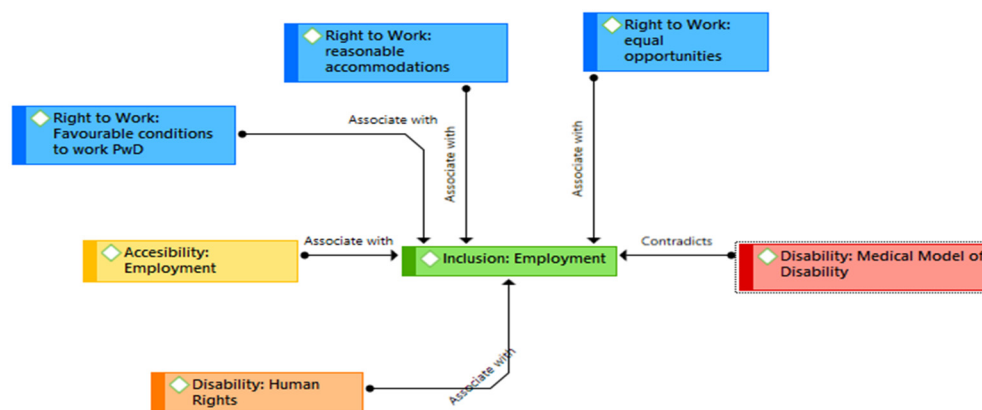 Right to Work:
equal
opportunities
Right to Work:
reasonable
accommodations
Right to Work:
Favourable conditions
to work PwD
Associate with
Associate with
Associate with
Accesibility:
Employment
Associate with
Inclusion: Employment
Contradicts
Disability: Medical Model of
Disability
Associate with
Disability: Human
Rights